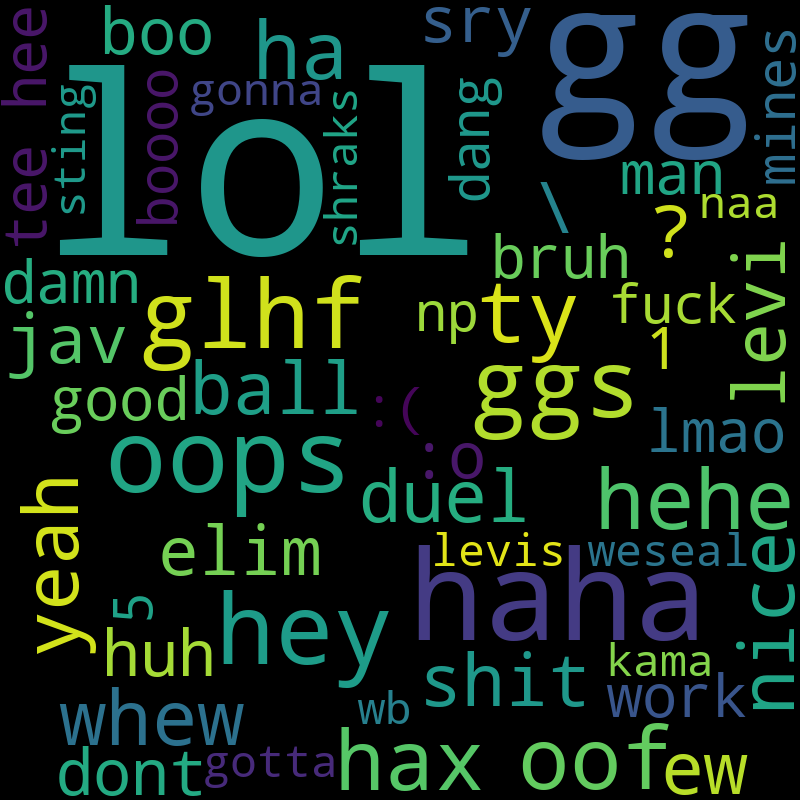 boo
ha
sry
gg
tee hee
sting
boooo
gonna
lol
shraks
dang
mines
man
\
?
naa
bruh
levi
damn
glhf
np
ty
fuck
jav
1
good
ball
:(
ggs
lmao
oops
:o
yeah
duel
hehe
elim
levis
weseal
haha
nice
5
hey
huh
shit
kama
work
whew
wb
dont
gotta
hax
oof
ew